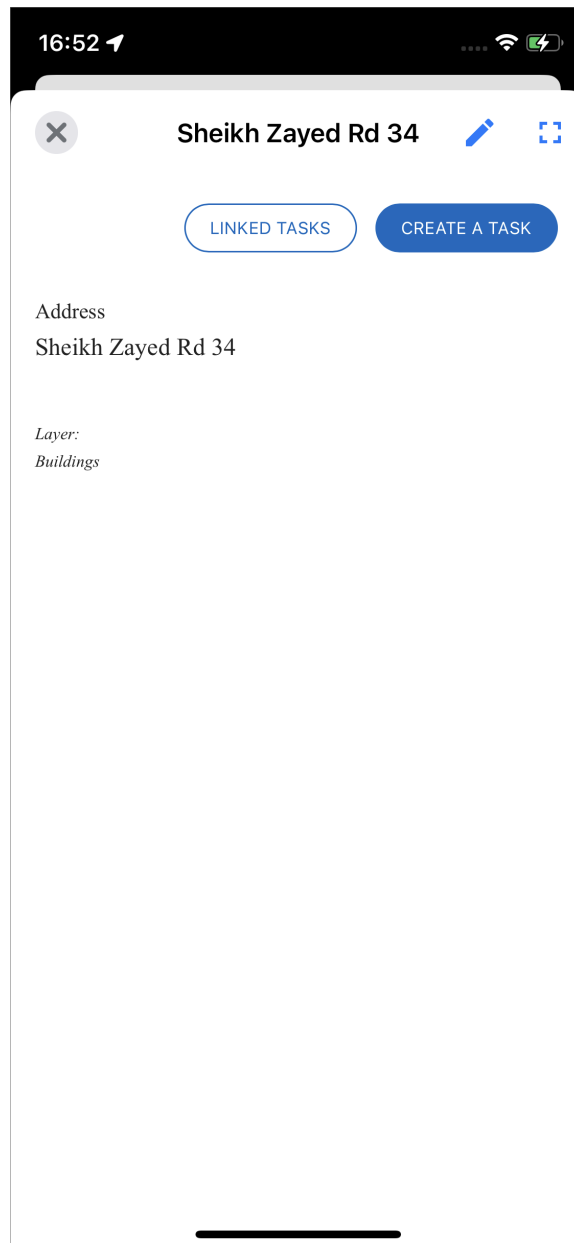 16:52
Sheikh Zayed Rd 34
LINKED TASKS
CREATE A TASK
Address
Sheikh Zayed Rd 34
Layer:
Buildings